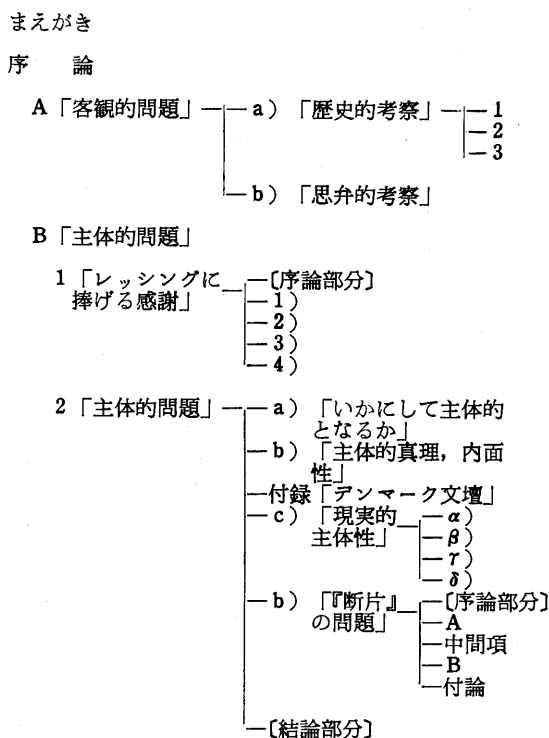 まえがき
序　論
A「客観的問題」 a）「歴史的考察」 1
2
3
b）「思弁的考察」
B「主体的問題」
1「レッシングに 〔序論部分〕
捧げる感謝」 1）
2）
3）
4）
2「主体的問題」 a）「いかにして主体的
となるか」
b）「主体的真理，内面
性」
付録「デンマーク文壇」
c）「現実的 α）
主体性」 β）
γ）
δ）
b）「『断片』 〔序論部分〕
の問題」 A
中間項
B
付論
〔結論部分〕